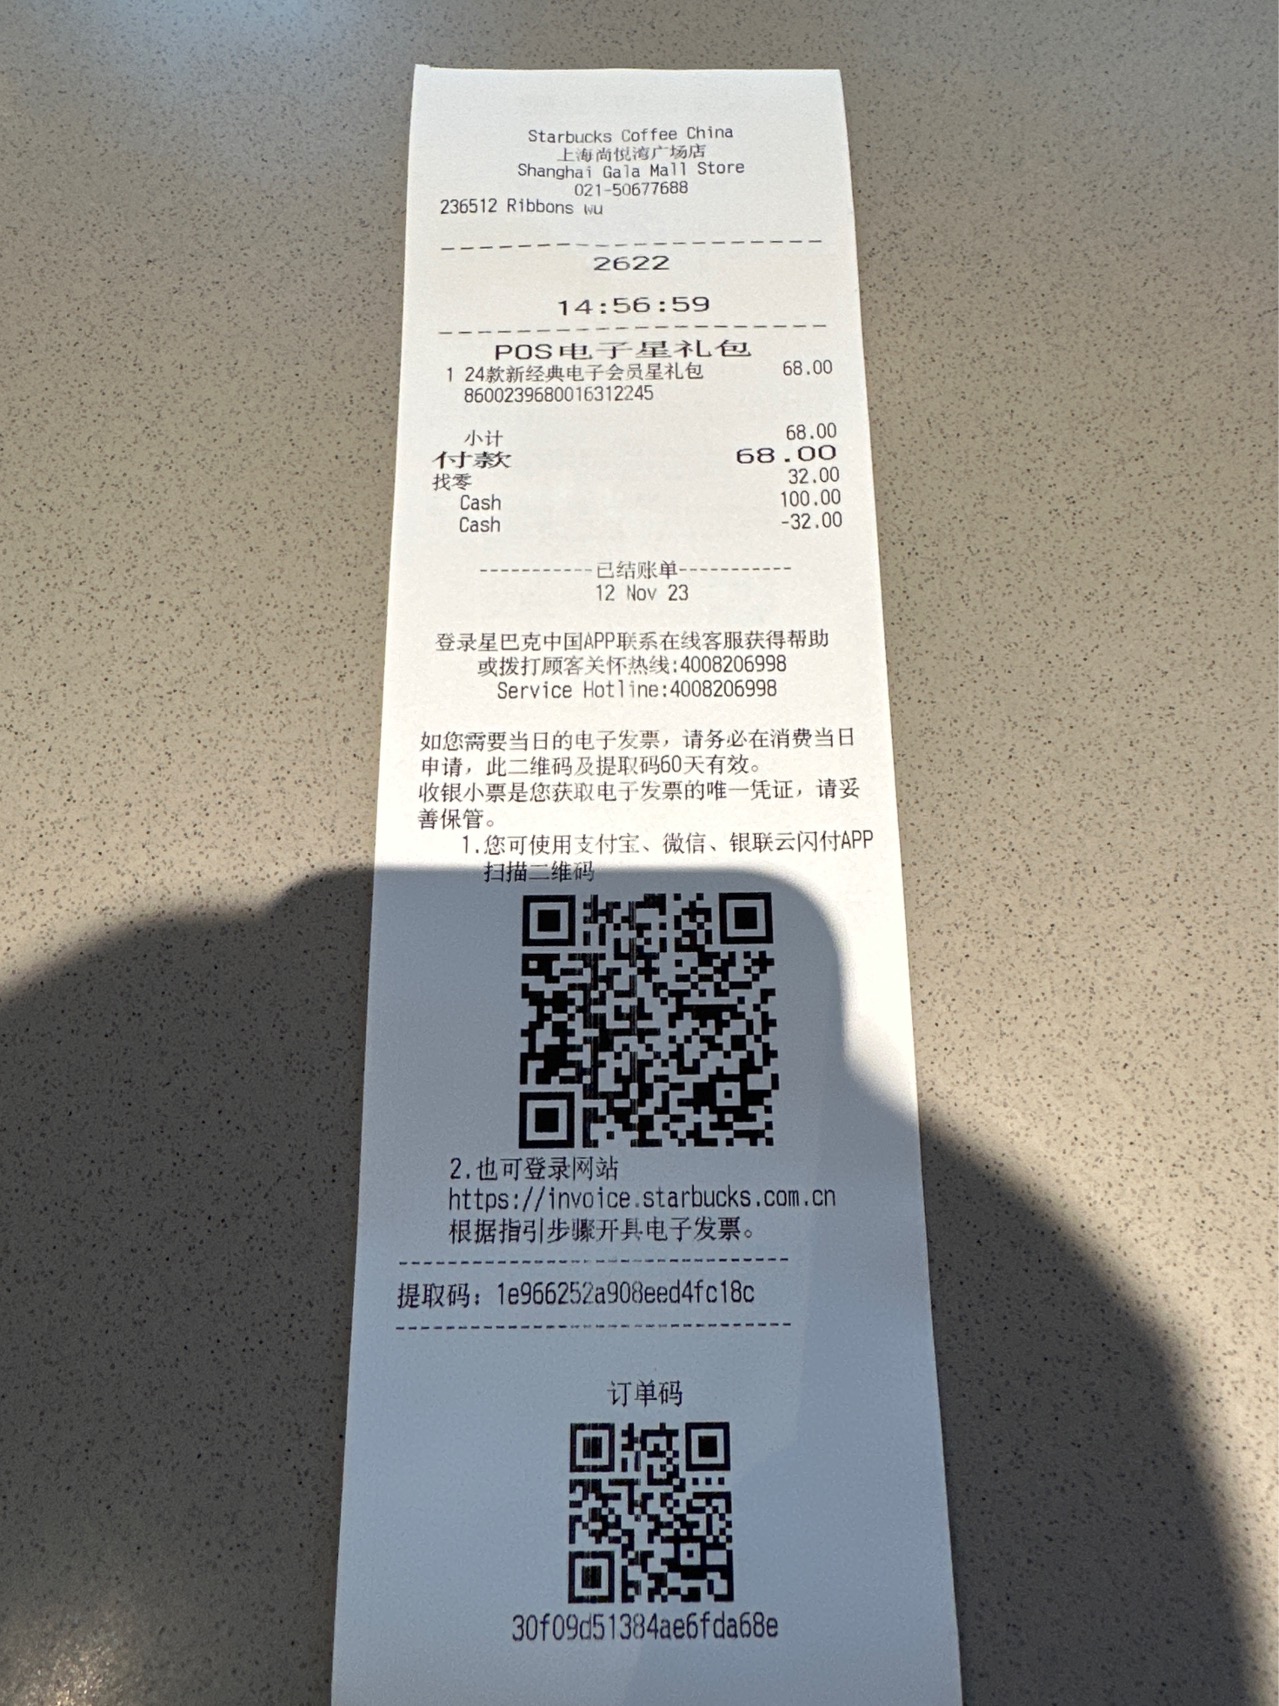 Starbucks Coffee China
上海尚悦湾广场店
Shanghai Gala Mall Store
021-50677688
236512 Ribbons wu
2622
14:56:59
POS电子星礼包
1 24款新经典电子会员星礼包 68.00
8600239680016312245
小计 68.00
付款 68.00
找零 32.00
Cash 100.00
Cash -32.00
-----------已结账单-----------
12 Nov 23
登录星巴克中国APP联系在线客服获得帮助
或拨打顾客关怀热线:4008206998
Service Hotline:4008206998
如您需要当日的电子发票，请务必在消费当日
申请，此二维码及提取码60天有效。
收银小票是您获取电子发票的唯一凭证，请妥
善保管。
1.您可使用支付宝、微信、银联云闪付APP
扫描二维码
2.也可登录网站
https://invoice.starbucks.com.cn
根据指引步骤开具电子发票。
提取码：1e966252a908eed4fc18c
订单码
30f09d51384ae6fda68e